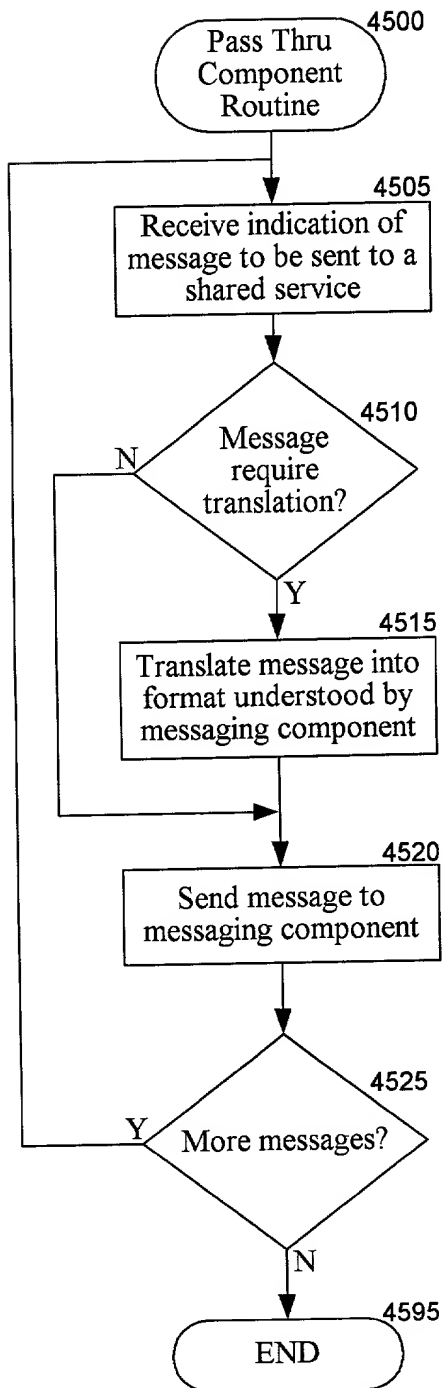 4500
Pass Thru
Component
Routine
4505
Receive indication of
message to be sent to a
shared service
4510
Message
require
translation?
N
Y
4515
Translate message into
format understood by
messaging component
4520
Send message to
messaging component
4525
More messages?
Y
N
4595
END